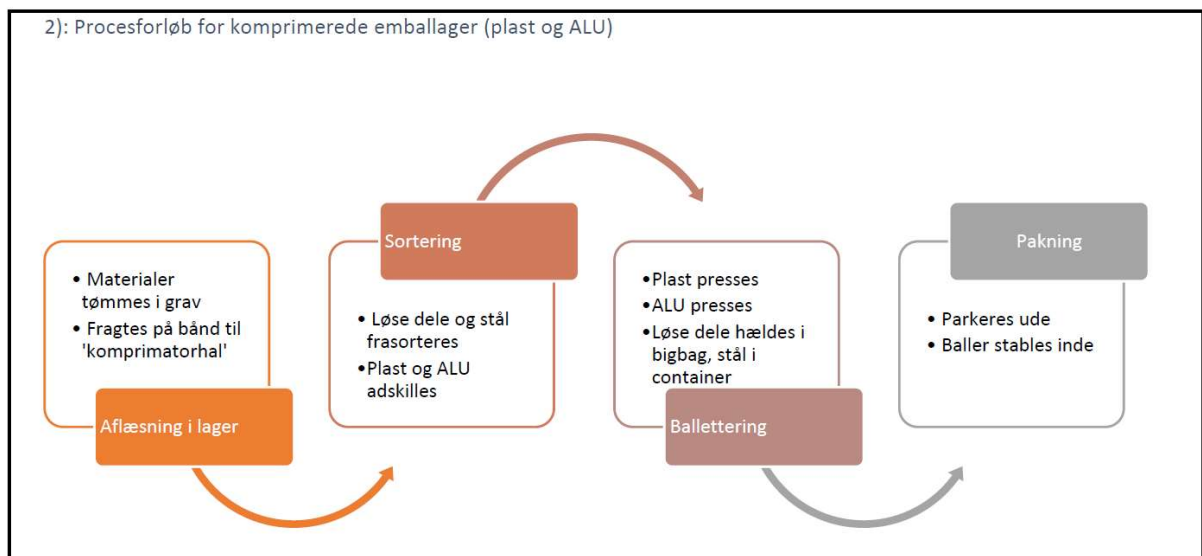 2): Procesforløb for komprimerede emballager (plast og ALU)
• Materialer
tømmes i grav
• Fragtes på bånd til
'komprimatorhal'
Aflæsning i lager
Sortering
• Løse dele og stål
frasorteres
•Plast og ALU
adskilles
•Plast presses
•ALU presses
•Løse dele hældes i
bigbag, stål i
container
Ballettering
Pakning
• Parkeres ude
• Baller stables inde